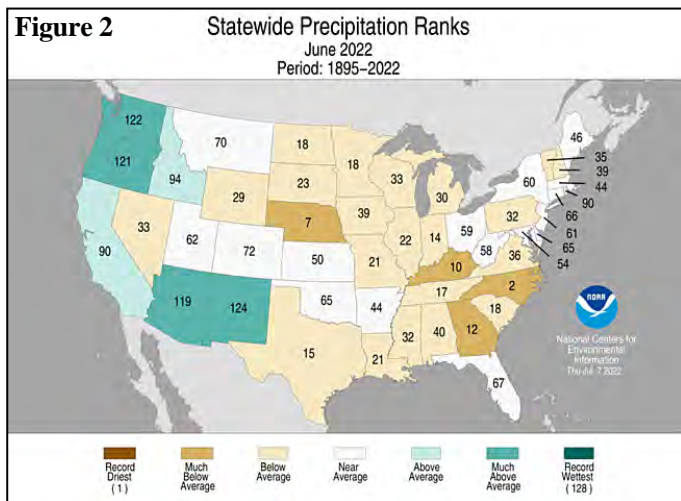 Figure 2
Statewide Precipitation Ranks
June 2022
Period: 1895–2022
122
70
18
18
46
121
94
23
33
30
60
35
39
44
90
29
39
66
33
7
32
61
65
54
90
62
72
50
21
22
14
59
58
36
10
119
124
65
44
17
2
18
15
21
32
40
12
67
NOAA
National Centers for
Environmental
Information
Thu Jul 7 2022
Record
Driest
(1)
Much
Below
Average
Below
Average
Near
Average
Above
Average
Much
Above
Average
Record
Wettest
(128)